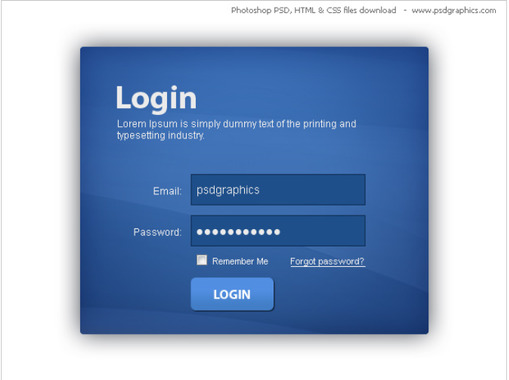 Photoshop PSD, HTML & CSS files download - www.psdgraphics.com
Login
Lorem Ipsum is simply dummy text of the printing and
typesetting industry.
Email: psdgraphics
Password: ●●●●●●●●●●●
Remember Me Forgot password?
LOGIN